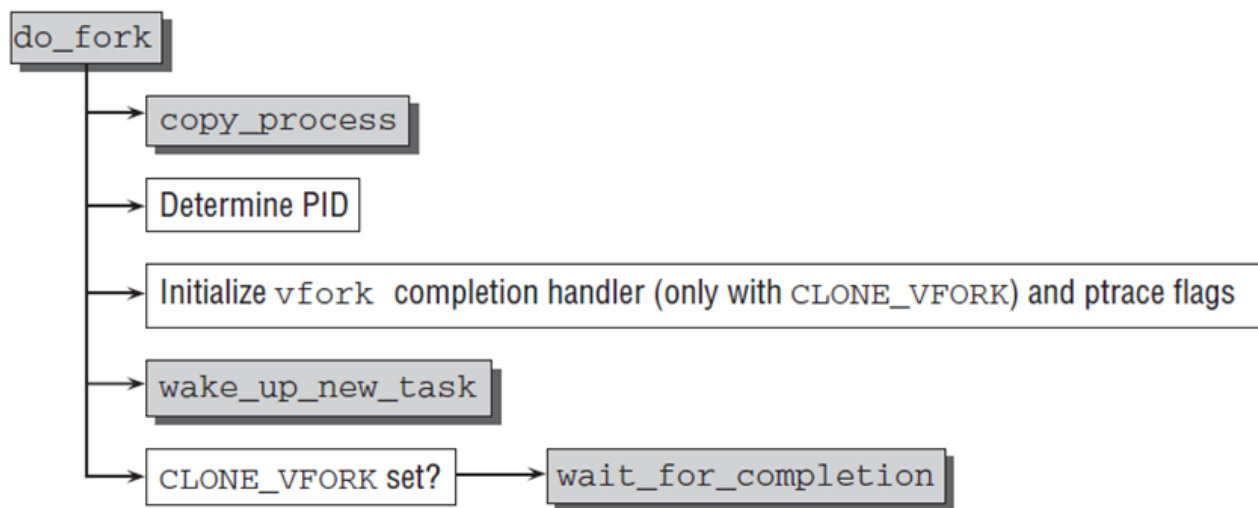 do_fork
copy_process
Determine PID
Initialize vfork completion handler (only with CLONE_VFORK) and ptrace flags
wake_up_new_task
CLONE_VFORK set?
wait_for_completion